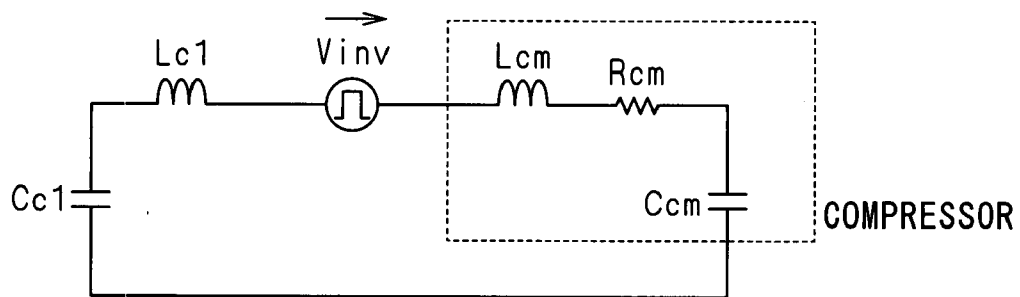 Lc1
Vinv
Lcm
Rcm
Cc1
Ccm
COMPRESSOR